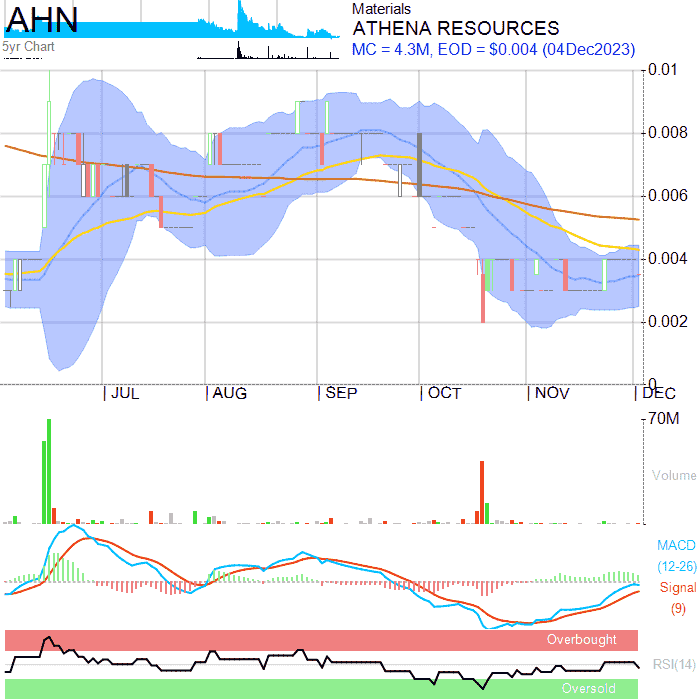 AHN
5yr Chart
Materials
ATHENA RESOURCES
MC = 4.3M, EOD = $0.004 (04Dec2023)
0.01
0.008
0.006
0.004
0.002
0
JUL
AUG
SEP
OCT
NOV
DEC
70M
Volume
MACD
(12-26)
Signal
(9)
Overbought
RSI(14)
Oversold